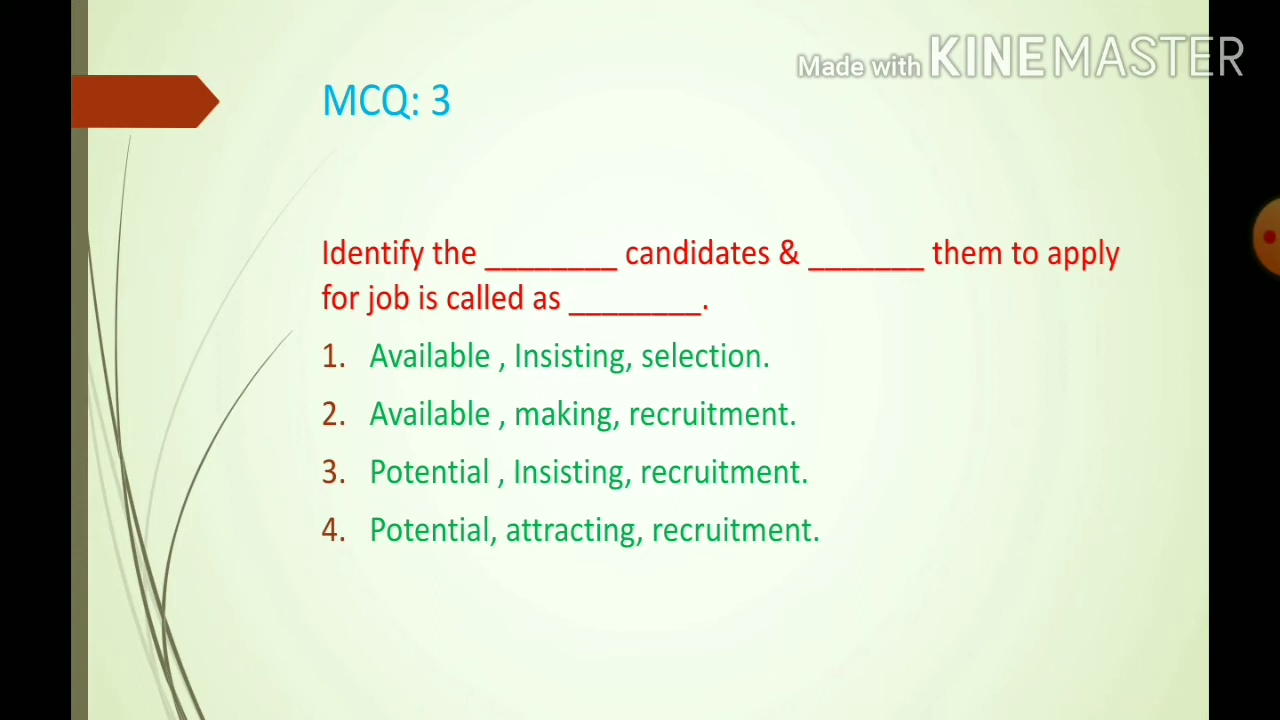 Made with KINEMASTER
MCQ: 3
Identify the ________ candidates & _______ them to apply
for job is called as ________.
1. Available , Insisting, selection.
2. Available , making, recruitment.
3. Potential , Insisting, recruitment.
4. Potential, attracting, recruitment.